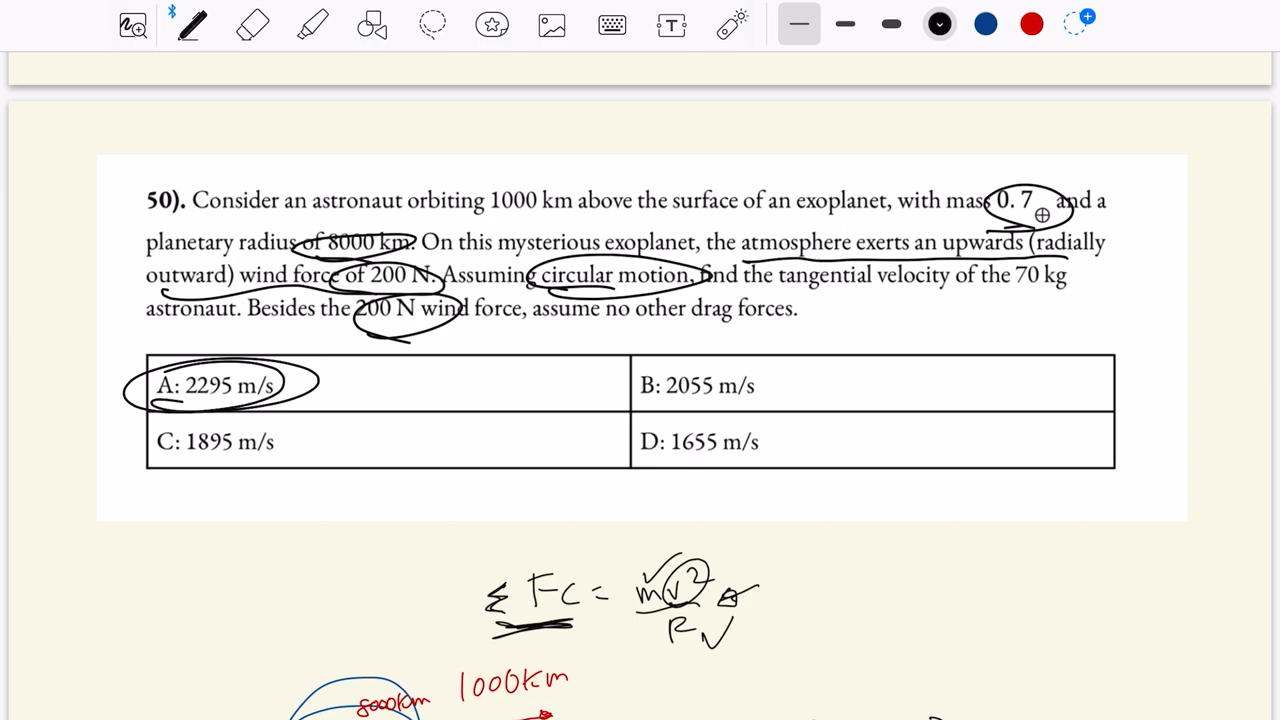 50). Consider an astronaut orbiting 1000 km above the surface of an exoplanet, with mass 0.7⊕ and a
planetary radius of 8000 km. On this mysterious exoplanet, the atmosphere exerts an upwards (radially
outward) wind force of 200 N. Assuming circular motion, find the tangential velocity of the 70 kg
astronaut. Besides the 200 N wind force, assume no other drag forces.
A: 2295 m/s
B: 2055 m/s
C: 1895 m/s
D: 1655 m/s
Σ Fc = mv²
R
1000km
8000km